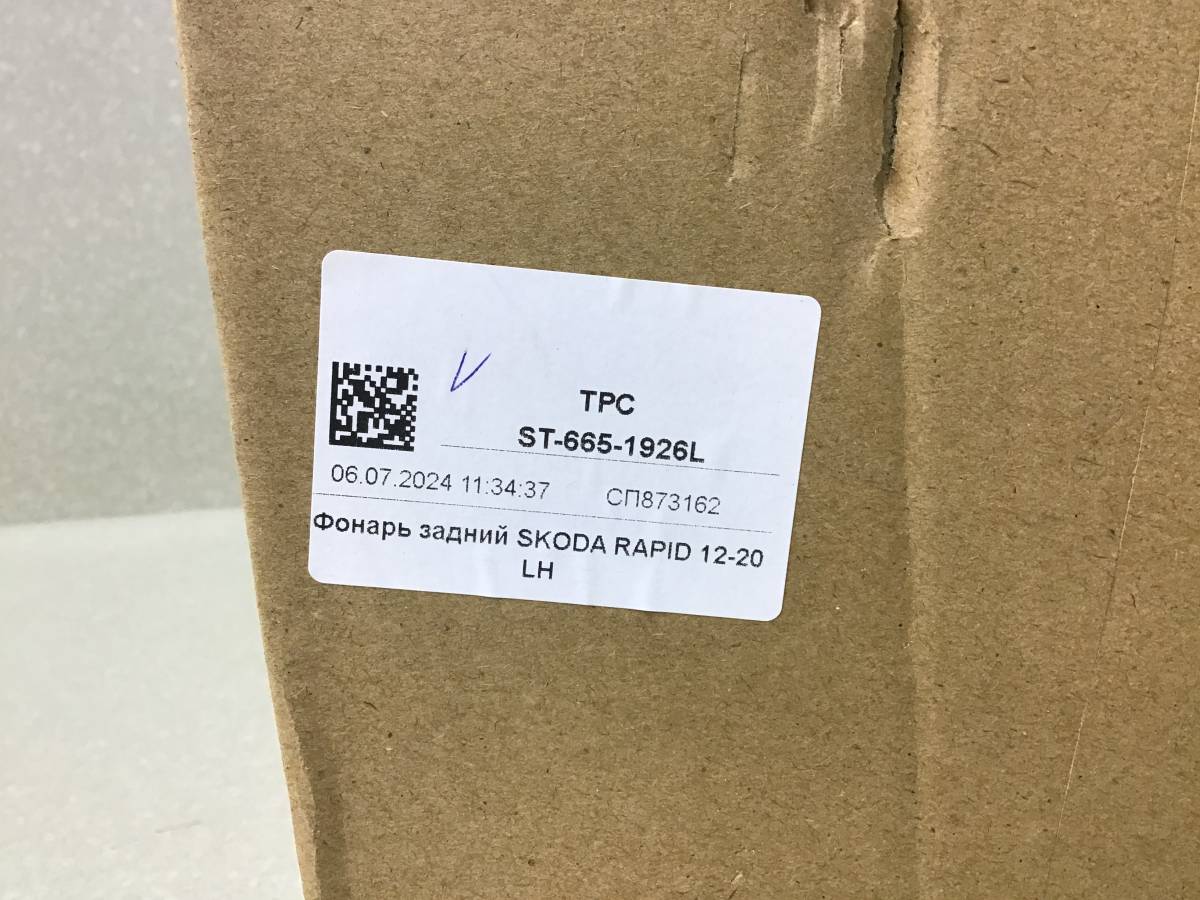 TPC
ST-665-1926L
06.07.2024 11:34:37 СП873162
Фонарь задний SKODA RAPID 12-20
LH